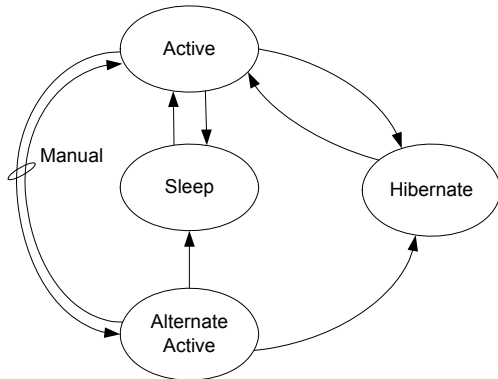 Active
Manual
Sleep
Hibernate
Alternate
Active